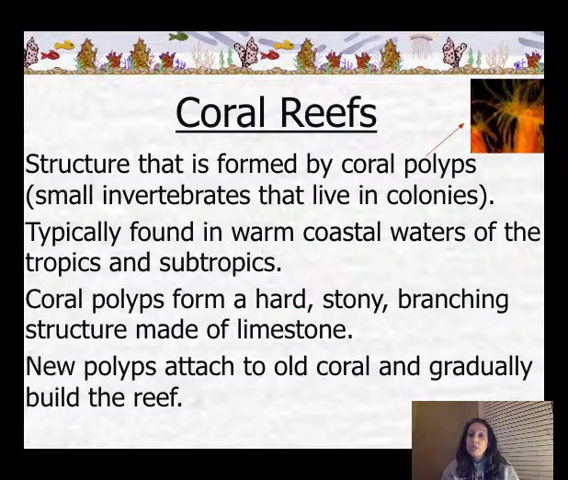 Coral Reefs
Structure that is formed by coral polyps
(small invertebrates that live in colonies).
Typically found in warm coastal waters of the
tropics and subtropics.
Coral polyps form a hard, stony, branching
structure made of limestone.
New polyps attach to old coral and gradually
build the reef.